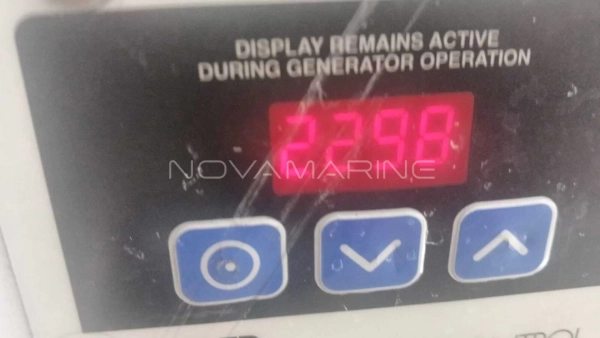 DISPLAY REMAINS ACTIVE
DURING GENERATOR OPERATION
2298
NOVAMARINE